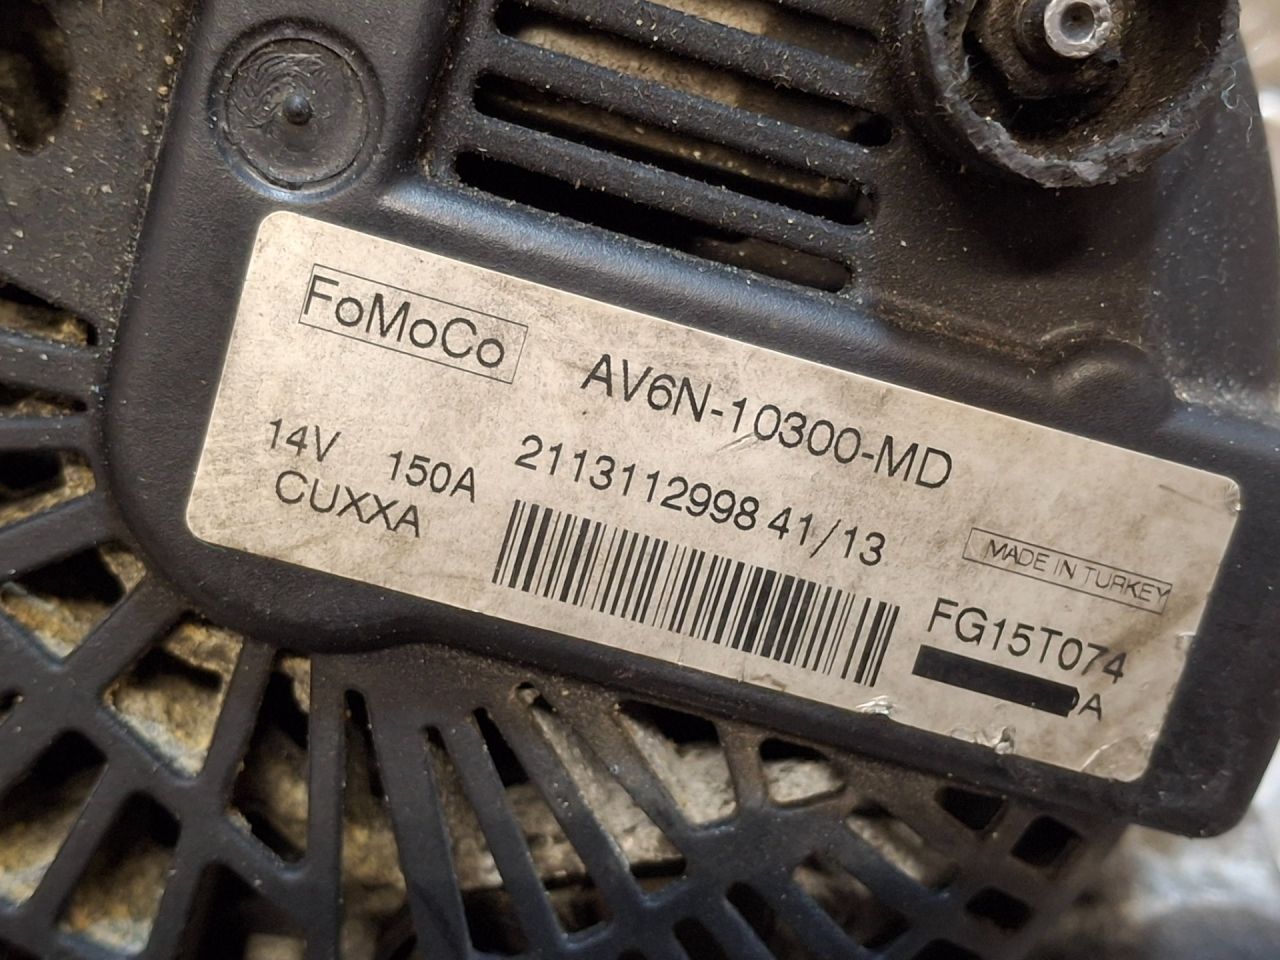 FoMoCo
AV6N-10300-MD
14V 150A
2113112998 41/13
CUXXA
MADE IN TURKEY
FG15T074